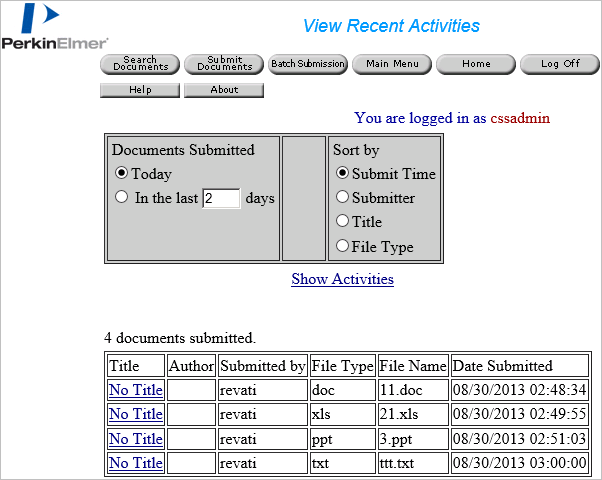 PerkinElmer
View Recent Activities
Search Documents Submit Documents Batch Submission Main Menu Home Log Off
Help About
You are logged in as cssadmin
Documents Submitted Sort by
Today Submit Time
In the last 2 days Submitter
Title
File Type
Show Activities
4 documents submitted.
Title Author Submitted by File Type File Name Date Submitted
No Title revati doc 11.doc 08/30/2013 02:48:34
No Title revati xls 21.xls 08/30/2013 02:49:55
No Title revati ppt 3.ppt 08/30/2013 02:51:03
No Title revati txt ttt.txt 08/30/2013 03:00:00